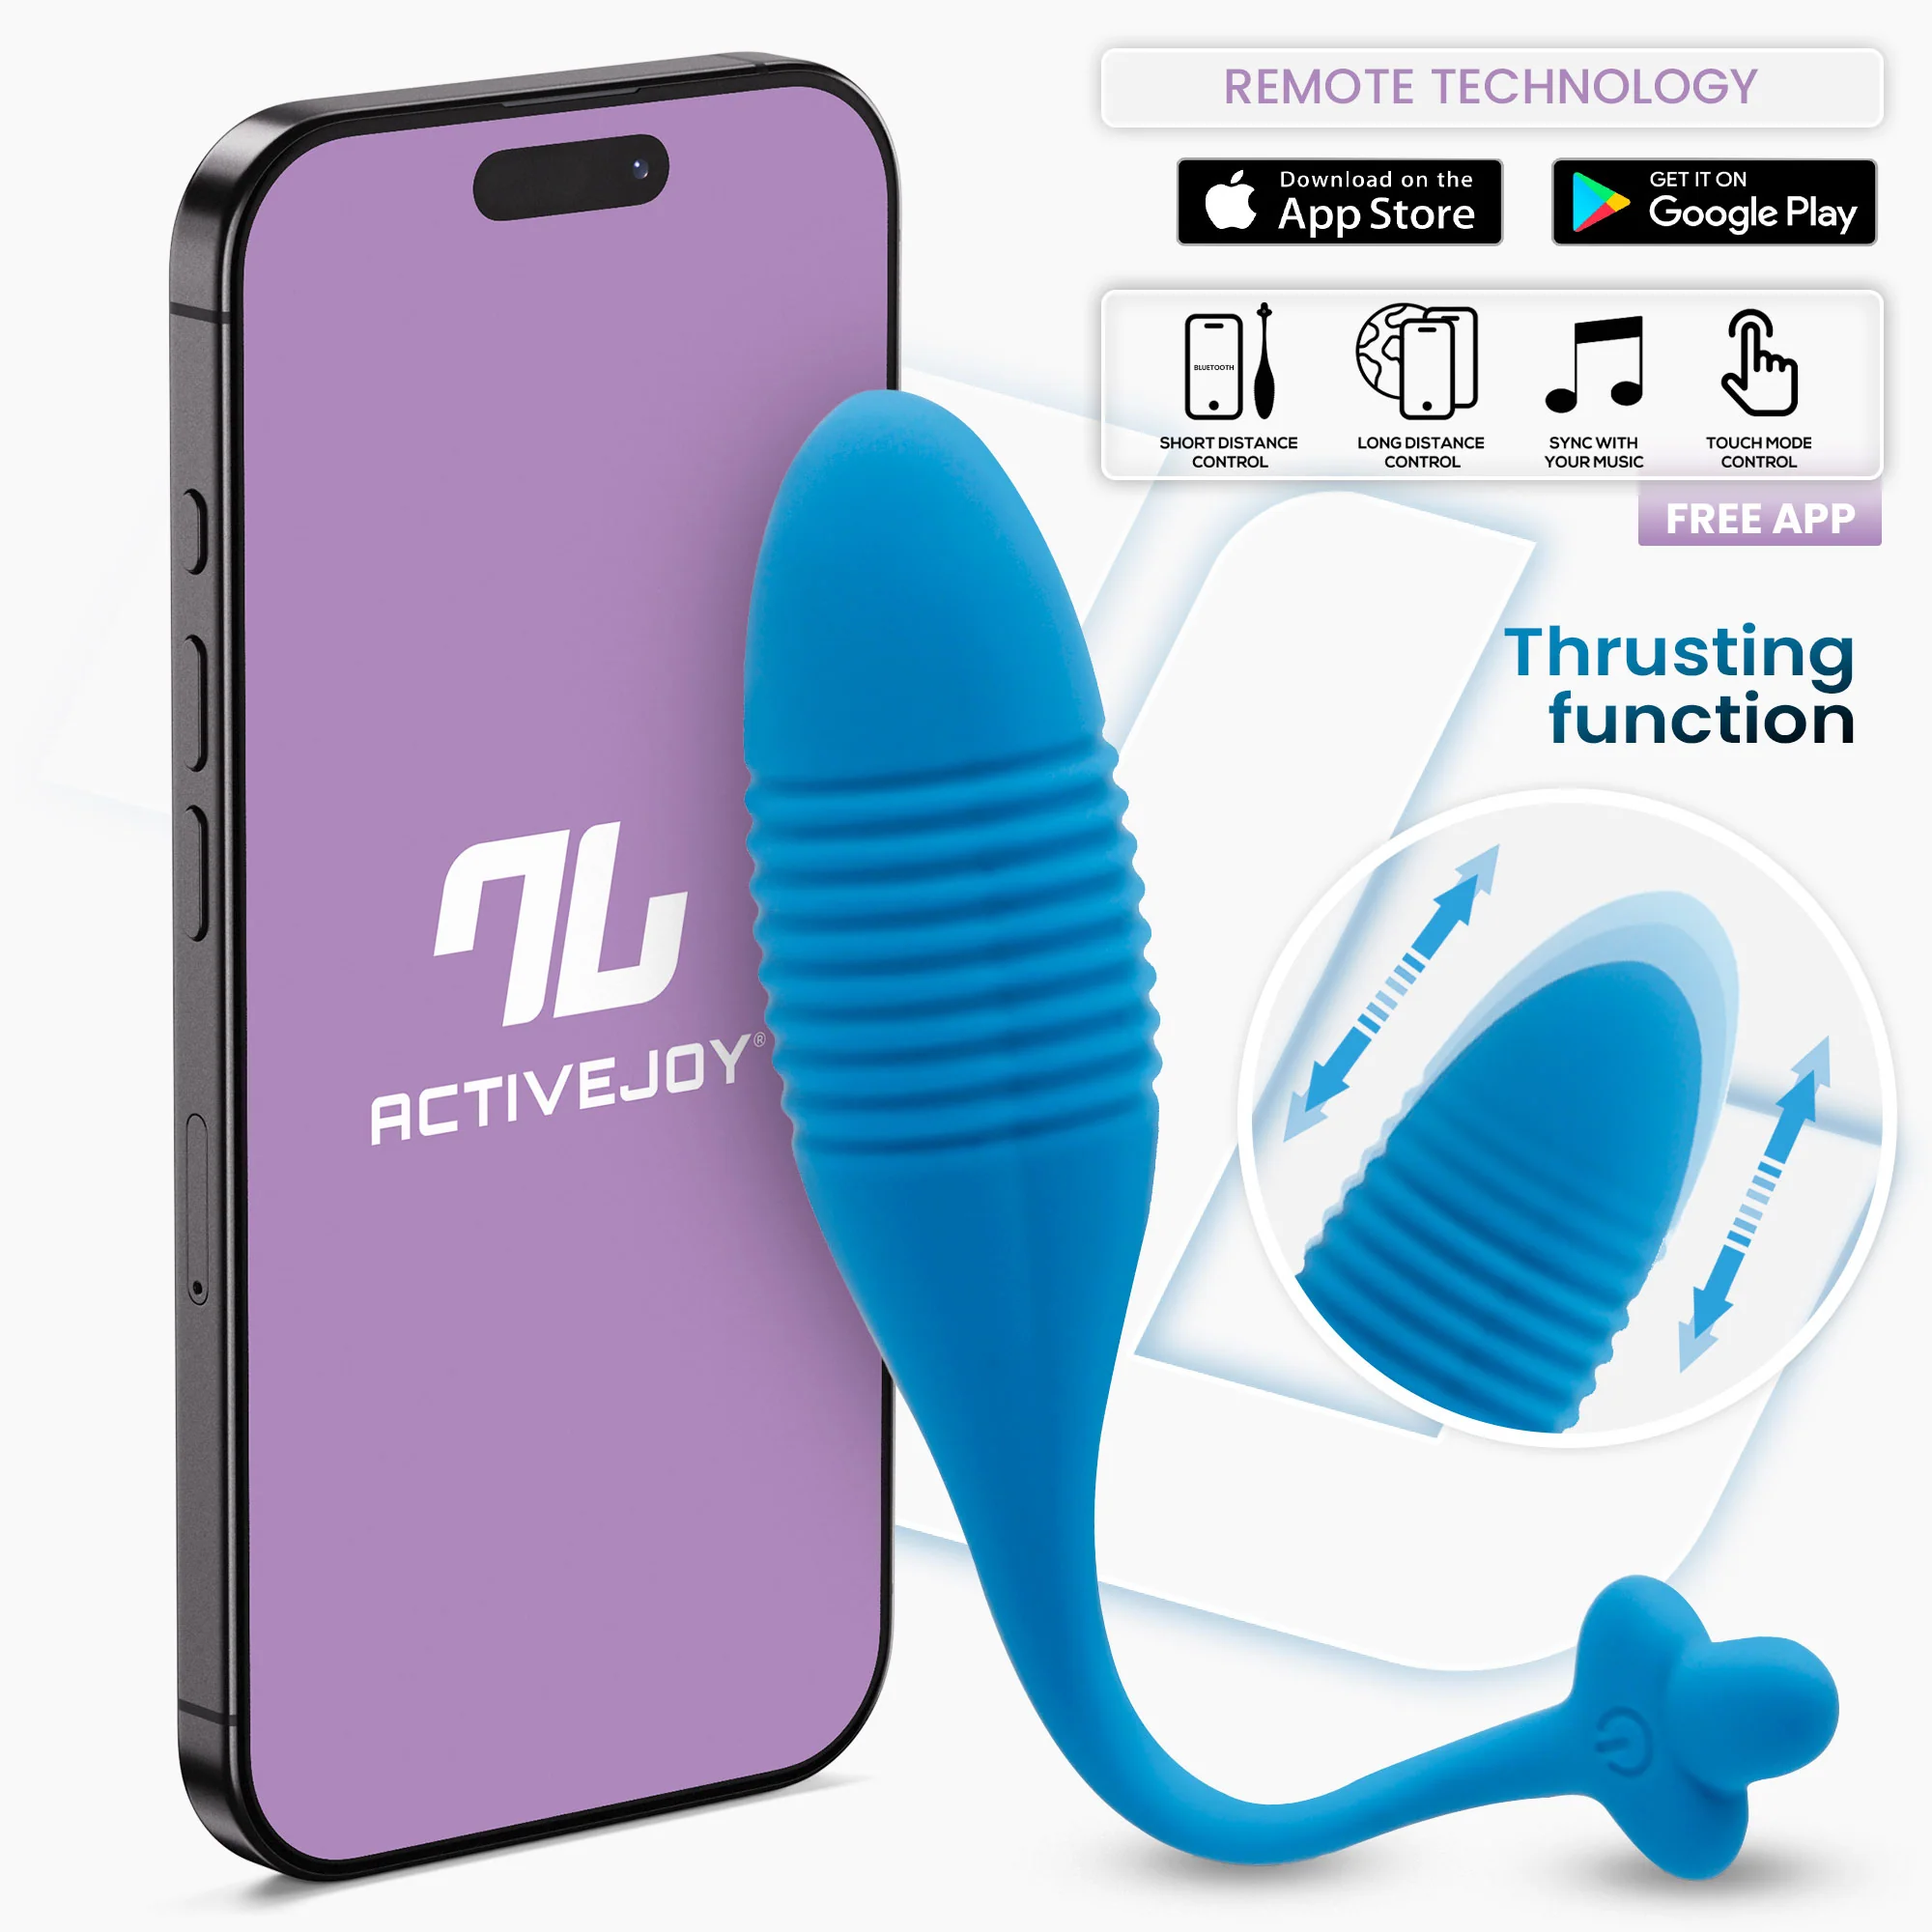 REMOTE TECHNOLOGY
Download on the
App Store
GET IT ON
Google Play
BLUETOOTH
SHORT DISTANCE
CONTROL
LONG DISTANCE
CONTROL
SYNC WITH
YOUR MUSIC
TOUCH MODE
CONTROL
FREE APP
Thrusting
function
ACTIVEJOY®